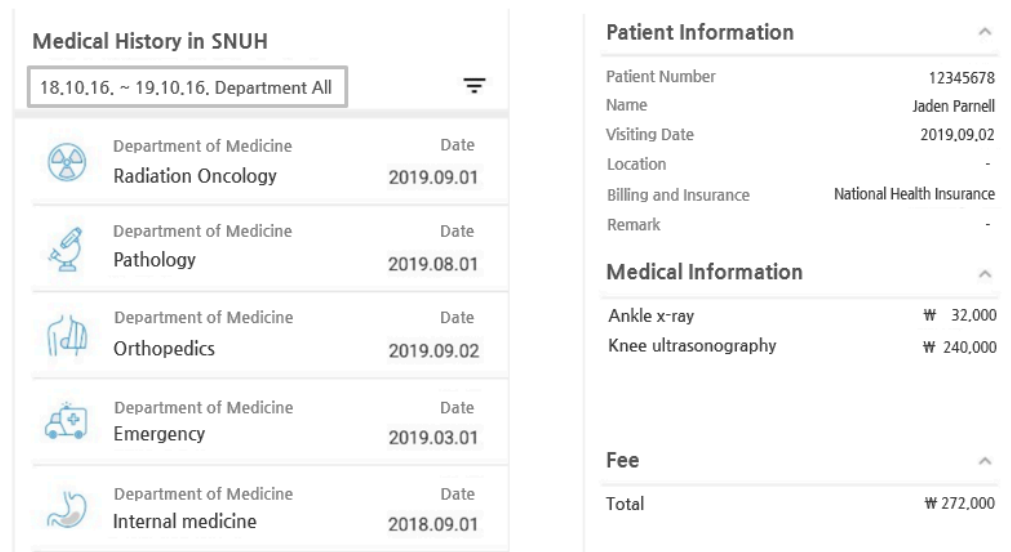 Medical History in SNUH
18.10.16. ~ 19.10.16. Department All
Department of Medicine Date
Radiation Oncology 2019.09.01
Department of Medicine Date
Pathology 2019.08.01
Department of Medicine Date
Orthopedics 2019.09.02
Department of Medicine Date
Emergency 2019.03.01
Department of Medicine Date
Internal medicine 2018.09.01
Patient Information
Patient Number 12345678
Name Jaden Parnell
Visiting Date 2019.09.02
Location -
Billing and Insurance National Health Insurance
Remark -
Medical Information
Ankle x-ray ₩ 32,000
Knee ultrasonography ₩ 240,000
Fee
Total ₩ 272,000